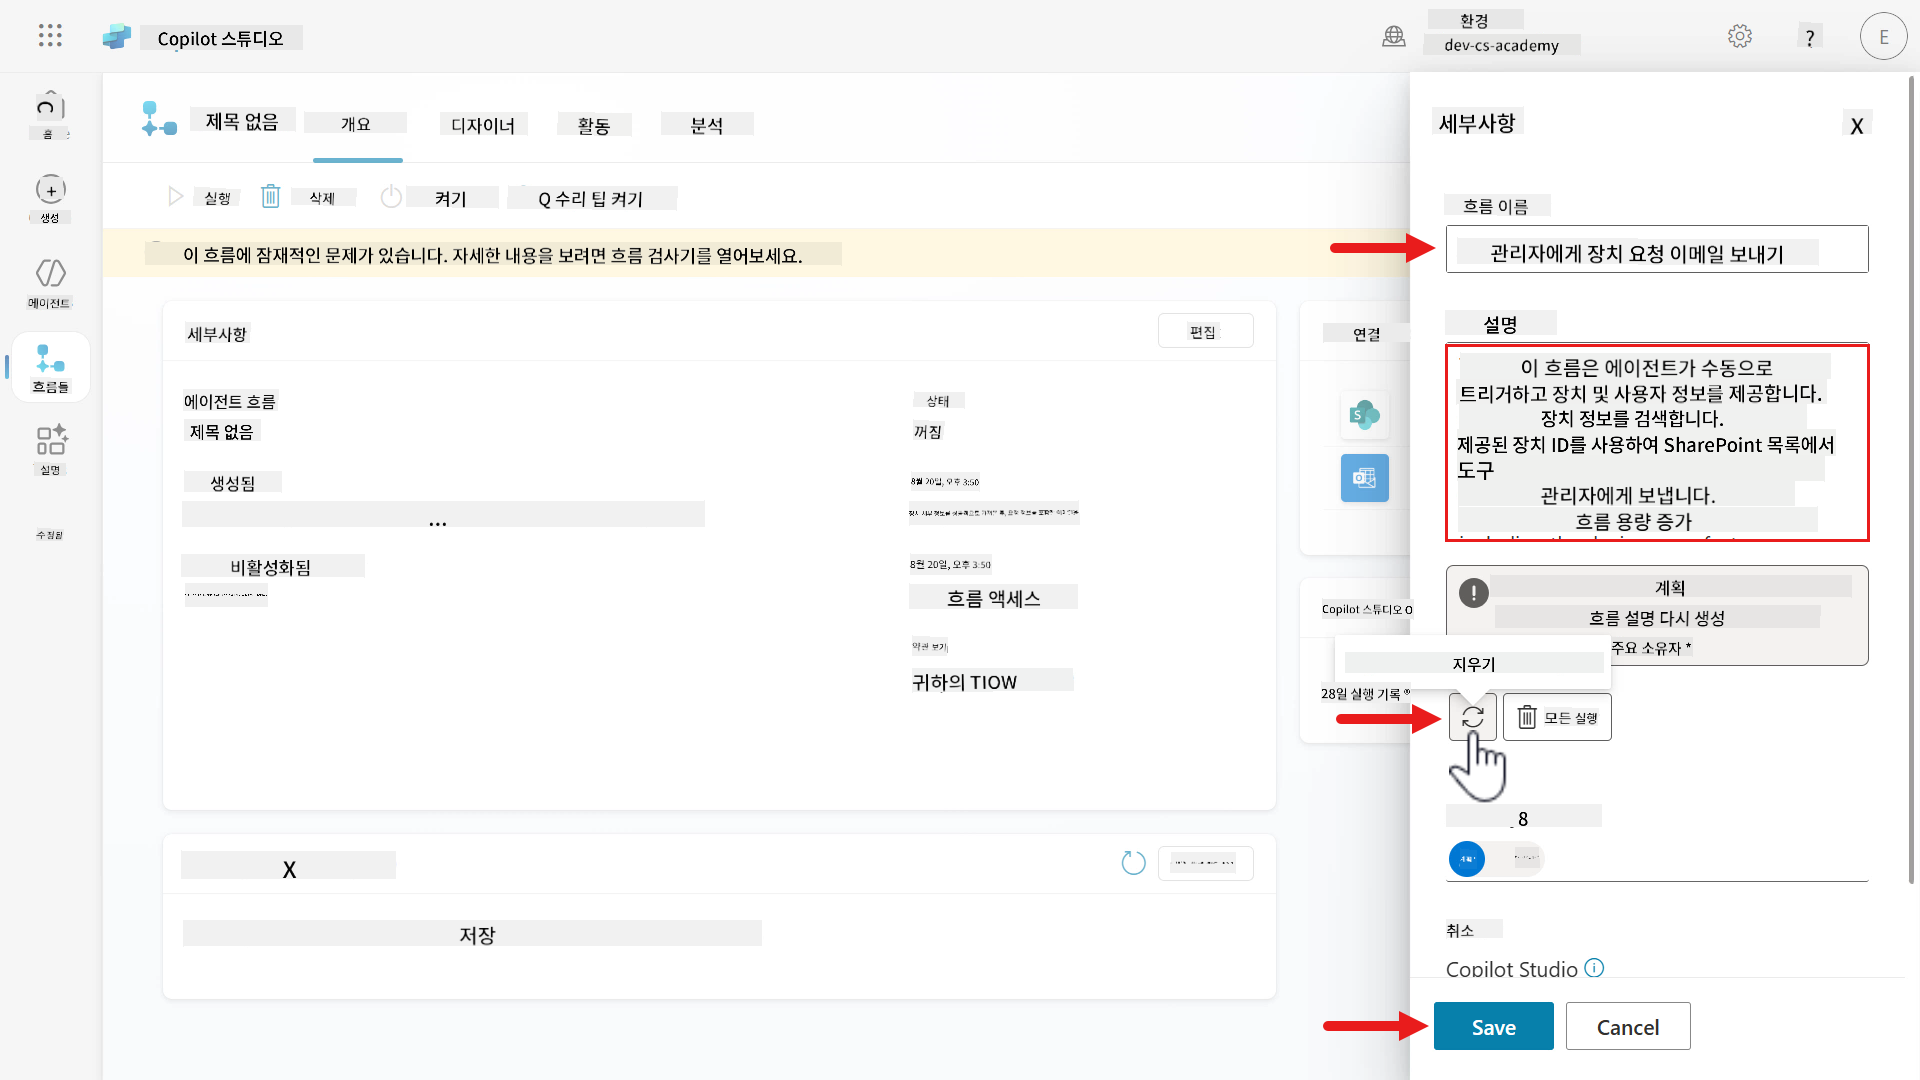 Copilot 스튜디오
환경
dev-cs-academy
?
E
홈
생성
에이전트
흐름들
실명
수정됨
제목 없음
개요
디자이너
활동
분석
실행
삭제
켜기
Q 수리 팁 켜기
이 흐름에 잠재적인 문제가 있습니다. 자세한 내용을 보려면 흐름 검사기를 열어보세요.
세부사항
편집
에이전트 흐름
제목 없음
생성됨
...
비활성화됨
상태
꺼짐
8월 20일, 오후 3:50
8월 20일, 오후 3:50
흐름 액세스
약관 보기
귀하의 TIOW
X
저장
연결
Copilot 스튜디오 O
28일 실행 기록
세부사항
X
흐름 이름
관리자에게 장치 요청 이메일 보내기
설명
이 흐름은 에이전트가 수동으로
트리거하고 장치 및 사용자 정보를 제공합니다.
장치 정보를 검색합니다.
제공된 장치 ID를 사용하여 SharePoint 목록에서
도구
관리자에게 보냅니다.
흐름 용량 증가
계획
흐름 설명 다시 생성
주요 소유자 *
지우기
모든 실행
8
계획
취소
Copilot Studio
Save
Cancel